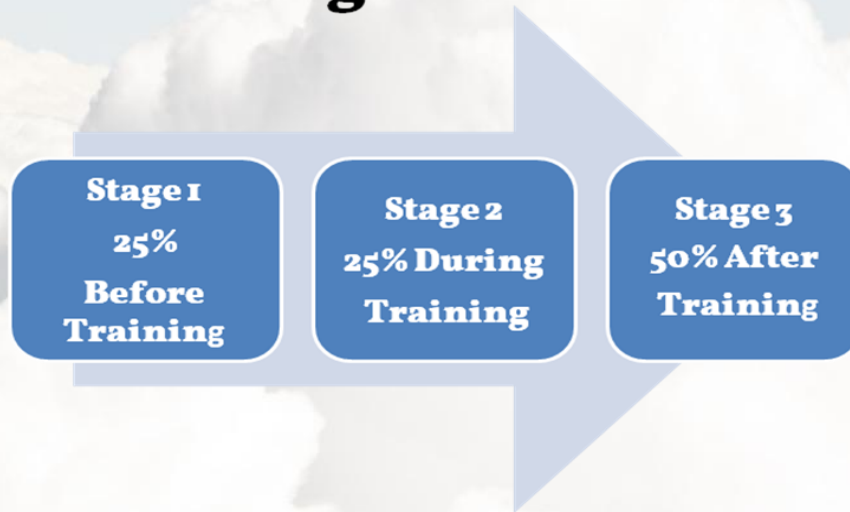 Stage 1
25%
Before
Training
Stage 2
25% During
Training
Stage 3
50% After
Training